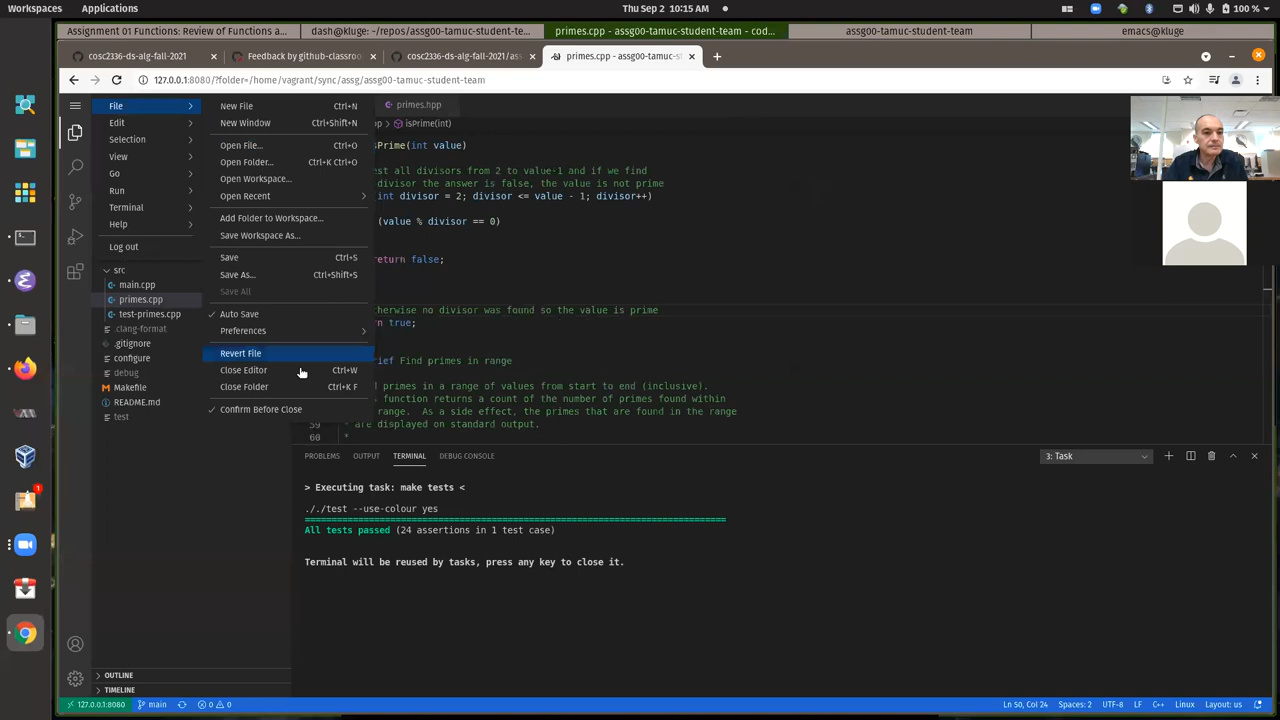 Workspaces
Applications
Thu Sep 2 10:15 AM
100 %
Assignment 01 Functions: Review of Functions a...
dash@kluge: ~/repos/assg00-tamuc-student-te...
primes.cpp - assg00-tamuc-student-team - cod...
assg00-tamuc-student-team
emacs@kluge
cosc2336-ds-alg-fall-2021
Feedback by github-classroo
cosc2336-ds-alg-fall-2021/ass
primes.cpp - assg00-tamuc-s
127.0.0.1:8080/?folder=/home/vagrant/sync/assg/assg00-tamuc-student-team
File
Edit
Selection
View
Go
Run
Terminal
Help
Log out
New File Ctrl+N
New Window Ctrl+Shift+N
Open File... Ctrl+O
Open Folder... Ctrl+K Ctrl+O
Open Workspace...
Open Recent
Add Folder to Workspace...
Save Workspace As...
Save Ctrl+S
Save As... Ctrl+Shift+S
Save All
Auto Save
Preferences
Revert File
Close Editor Ctrl+W
Close Folder Ctrl+K F
Confirm Before Close
src
main.cpp
primes.cpp
test-primes.cpp
.clang-format
.gitignore
configure
debug
Makefile
README.md
test
OUTLINE
TIMELINE
primes.hpp
pp > isPrime(int)
sPrime(int value)
est all divisors from 2 to value-1 and if we find
divisor the answer is false, the value is not prime
int divisor = 2; divisor <= value - 1; divisor++)
(value % divisor == 0)
return false;
therwise no divisor was found so the value is prime
rn true;
rief Find primes in range
primes in a range of values from start to end (inclusive).
s function returns a count of the number of primes found within
range. As a side effect, the primes that are found in the range
59 * are displayed on standard output.
60 *
PROBLEMS
OUTPUT
TERMINAL
DEBUG CONSOLE
3: Task
> Executing task: make tests <
././test --use-colour yes
===============================================================================
All tests passed (24 assertions in 1 test case)
Terminal will be reused by tasks, press any key to close it.
127.0.0.1:8080
main
0
0
Ln 50, Col 24
Spaces: 2
UTF-8
LF
C++
Linux
Layout: us
1